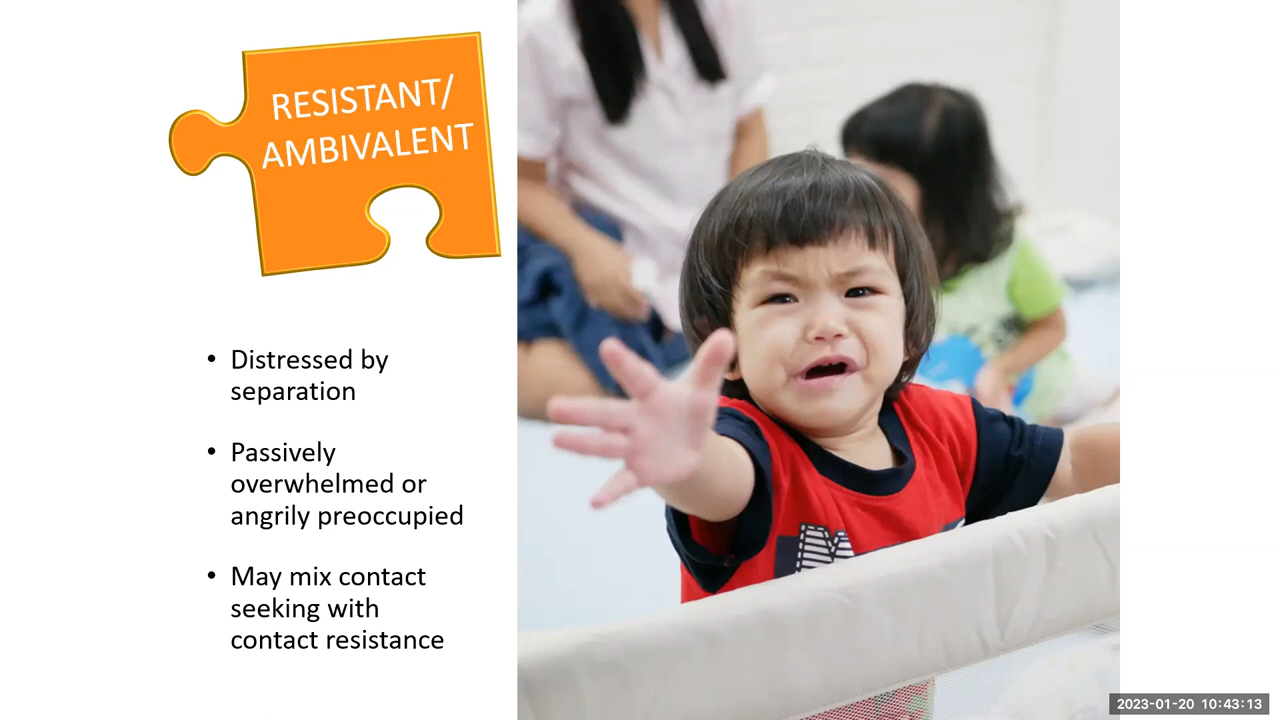 RESISTANT/
AMBIVALENT
• Distressed by
separation
• Passively
overwhelmed or
angrily preoccupied
• May mix contact
seeking with
contact resistance
2023-01-20 10:43:13